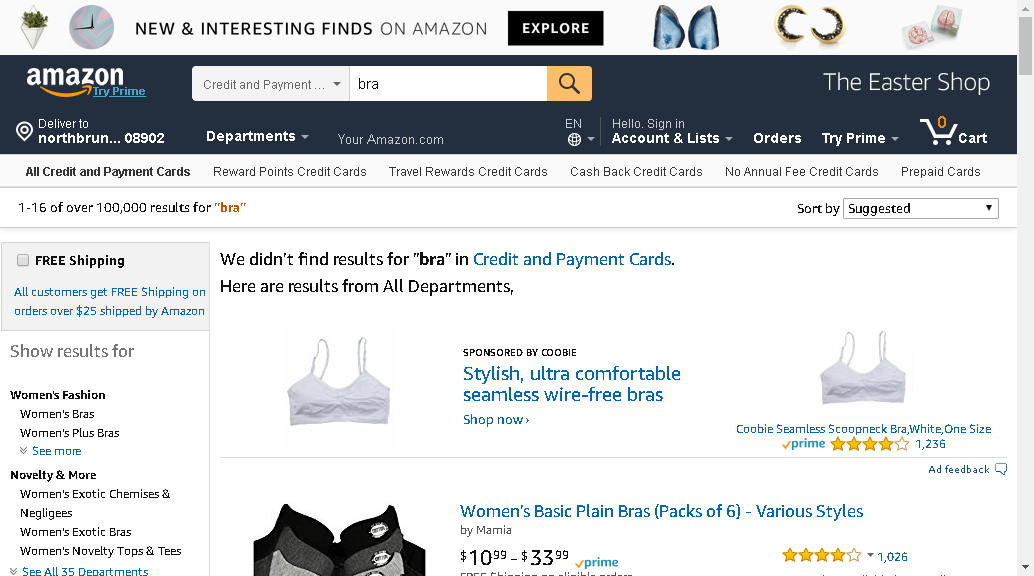 NEW & INTERESTING FINDS ON AMAZON EXPLORE
amazon
Try Prime
Credit and Payment ... bra
The Easter Shop
Deliver to
northbrun... 08902
Departments
Your Amazon.com
EN
Hello. Sign in
Account & Lists
Orders
Try Prime
0
Cart
All Credit and Payment Cards Reward Points Credit Cards Travel Rewards Credit Cards Cash Back Credit Cards No Annual Fee Credit Cards Prepaid Cards
1-16 of over 100,000 results for "bra"
Sort by Suggested
FREE Shipping
All customers get FREE Shipping on
orders over $25 shipped by Amazon
Show results for
Women's Fashion
Women's Bras
Women's Plus Bras
See more
Novelty & More
Women's Exotic Chemises &
Negligees
Women's Exotic Bras
Women's Novelty Tops & Tees
See All 35 Departments
We didn't find results for "bra" in Credit and Payment Cards.
Here are results from All Departments,
SPONSORED BY COOBIE
Stylish, ultra comfortable
seamless wire-free bras
Shop now ›
Coobie Seamless Scoopneck Bra,White,One Size
prime 1,236
Ad feedback
Women's Basic Plain Bras (Packs of 6) - Various Styles
by Mamia
$10.99 - $33.99 prime
1,026
FREE Shipping on eligible orders